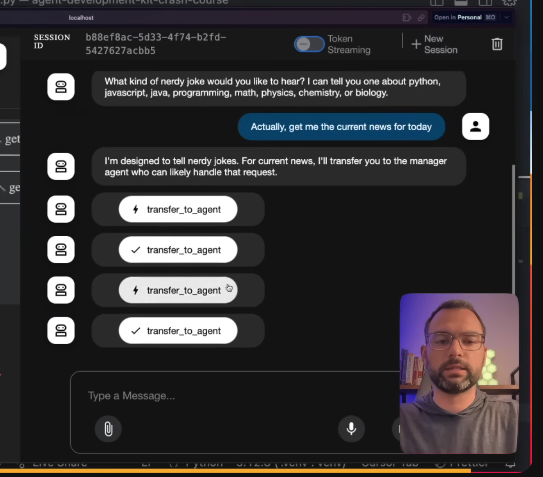 .py — agent-development-kit-crash-course
localhost
Open in Personal ⌘O
SESSION ID
b88ef8ac-5d33-4f74-b2fd-5427627acbb5
Token Streaming
+ New Session
What kind of nerdy joke would you like to hear? I can tell you one about python,
javascript, java, programming, math, physics, chemistry, or biology.
Actually, get me the current news for today
get
I'm designed to tell nerdy jokes. For current news, I'll transfer you to the manager
agent who can likely handle that request.
ge
transfer_to_agent
transfer_to_agent
transfer_to_agent
transfer_to_agent
Type a Message...
Live Share
Python
Cursor Tab
Prettier